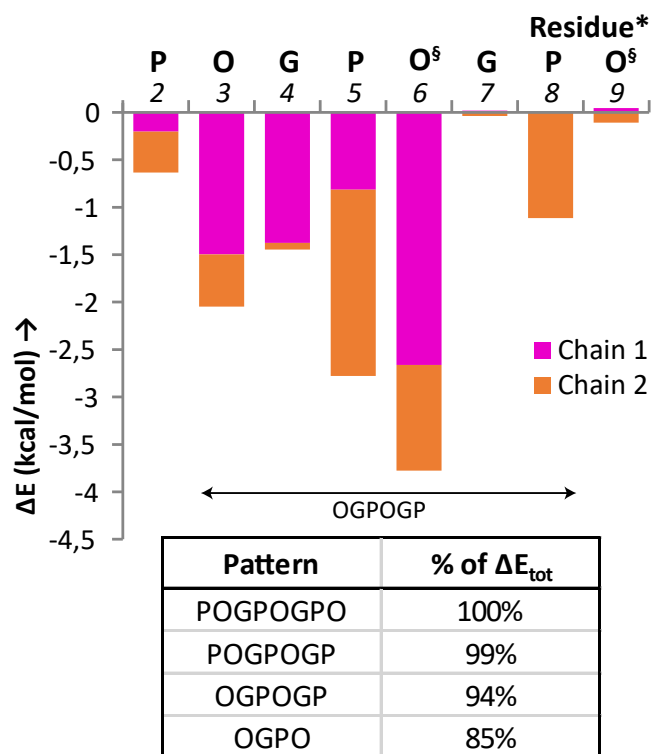 Residue*
P O G P O§ G P O§
2 3 4 5 6 7 8 9
0
-0,5
-1
-1,5
-2
-2,5
-3
-3,5
-4
-4,5
ΔE (kcal/mol) →
Chain 1
Chain 2
OGPOGP
Pattern % of ΔEtot
POGPOGPO 100%
POGPOGP 99%
OGPOGP 94%
OGPO 85%